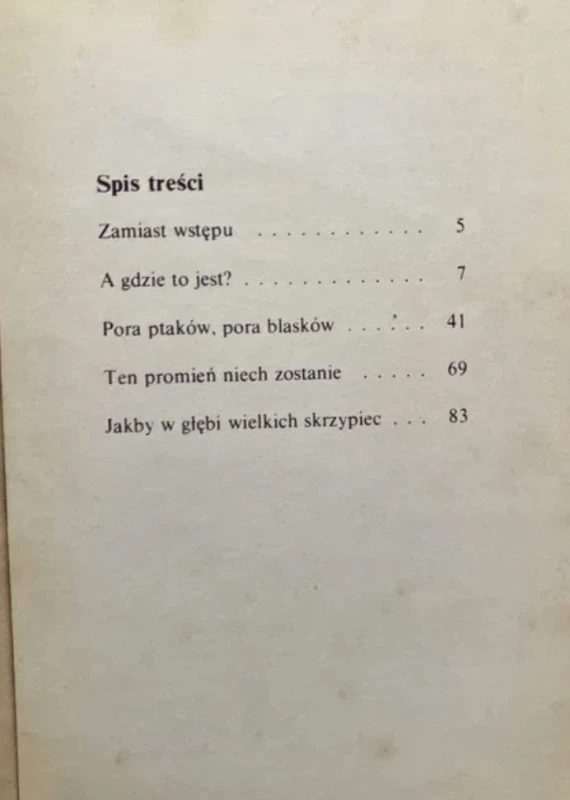 Spis treści
Zamiast wstępu . . . . . . . . . . . . 5
A gdzie to jest? . . . . . . . . . . . . . 7
Pora ptaków, pora blasków . . . . . . 41
Ten promień niech zostanie . . . . . 69
Jakby w głębi wielkich skrzypiec . . . 83